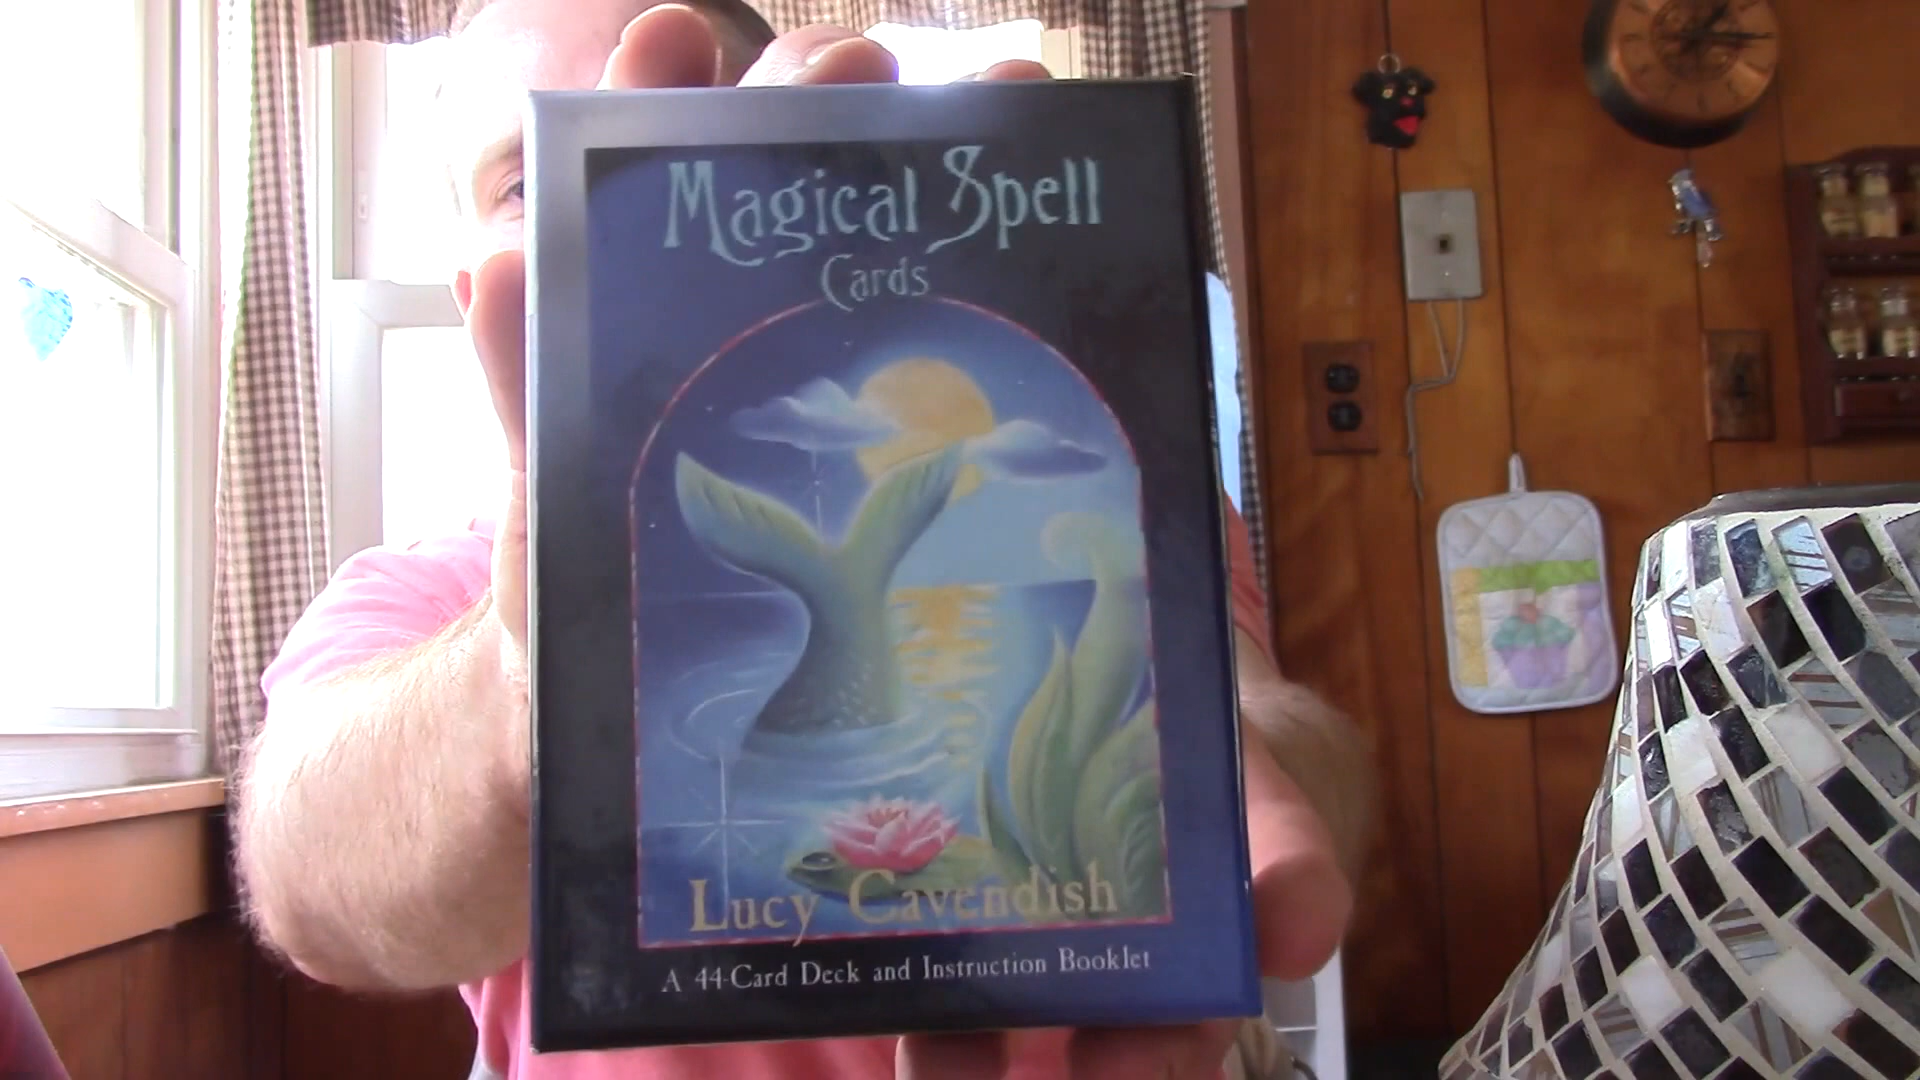 Magical Spell
Cards
Lucy Cavendish
A 44-Card Deck and Instruction Booklet